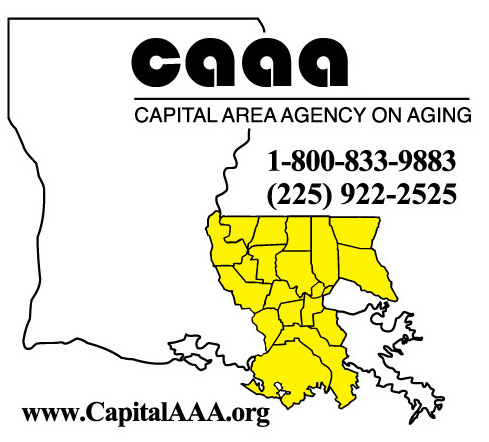 caaa
CAPITAL AREA AGENCY ON AGING
1-800-833-9883
(225) 922-2525
www.CapitalAAA.org